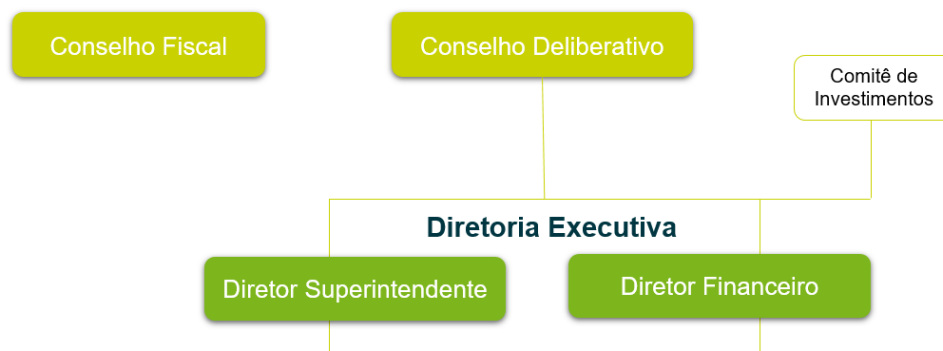 Conselho Fiscal
Conselho Deliberativo
Comitê de
Investimentos
Diretoria Executiva
Diretor Superintendente
Diretor Financeiro